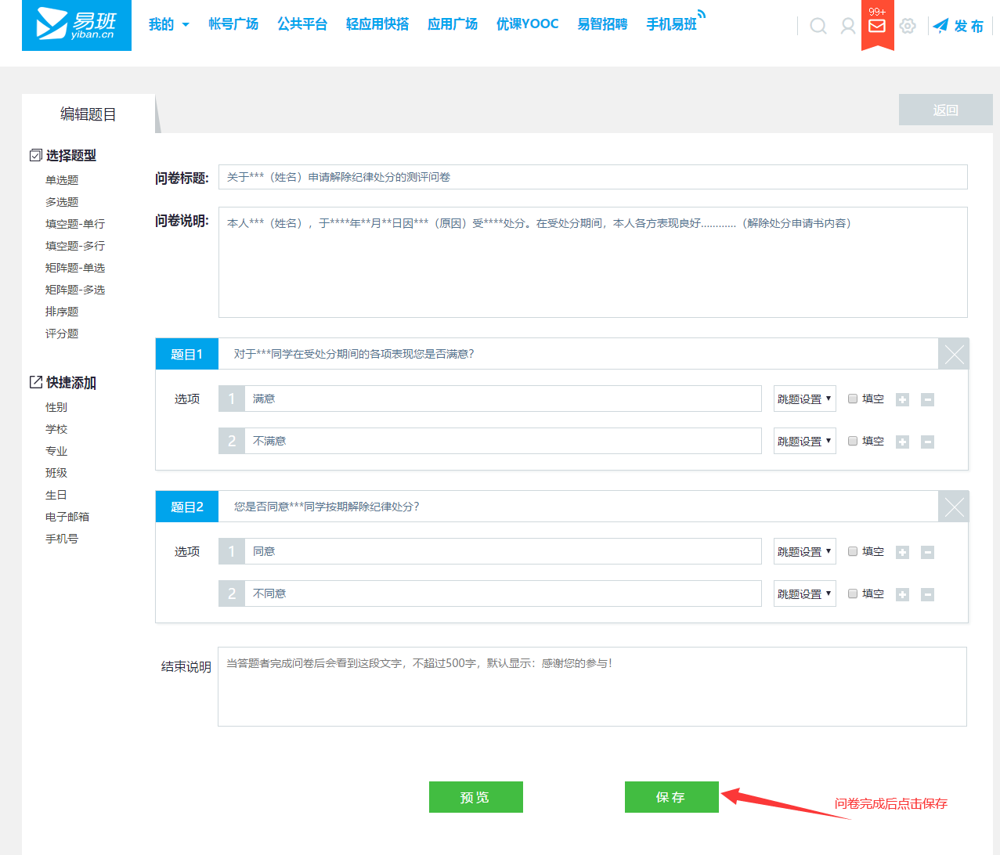 易班
yiban.cn
我的 帐号广场 公共平台 轻应用快搭 应用广场 优课YOOC 易智招聘 手机易班
99+
发布
编辑题目
返回
选择题型
单选题
多选题
填空题-单行
填空题-多行
矩阵题-单选
矩阵题-多选
排序题
评分题
快捷添加
性别
学校
专业
班级
生日
电子邮箱
手机号
问卷标题: 关于***（姓名）申请解除纪律处分的测评问卷
问卷说明: 本人***（姓名），于****年**月**日因***（原因）受****处分。在受处分期间，本人各方表现良好…………（解除处分申请书内容）
题目1 对于***同学在受处分期间的各项表现您是否满意？
选项 1 满意 跳题设置 填空
2 不满意 跳题设置 填空
题目2 您是否同意***同学按期解除纪律处分？
选项 1 同意 跳题设置 填空
2 不同意 跳题设置 填空
结束说明 当答题者完成问卷后会看到这段文字，不超过500字，默认显示：感谢您的参与！
预览 保存
问卷完成后点击保存